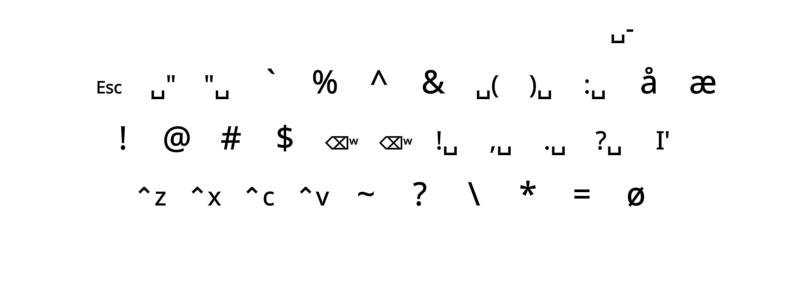 ␣-
Esc ␣" "␣ ` % ^ & ␣( )␣ :␣ å æ
! @ # $ ⌫ʷ ⌫ʷ !␣ ,␣ .␣ ?␣ I'
^z ^x ^c ^v ~ ? \ * = ø